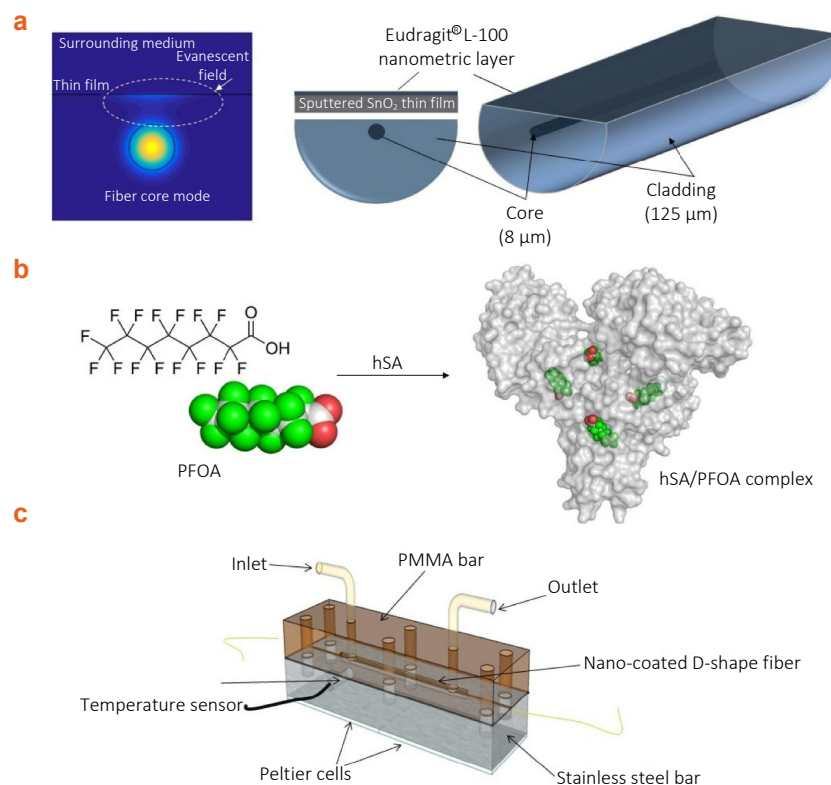 a
Surrounding medium
Evanescent
field
Thin film
Fiber core mode
Eudragit® L-100
nanometric layer
Sputtered SnO₂ thin film
Core
(8 μm)
Cladding
(125 μm)
b
F F F F F F
F
O
OH
F F F F F F F F
hSA
PFOA
hSA/PFOA complex
c
Inlet
PMMA bar
Outlet
Nano-coated D-shape fiber
Temperature sensor
Peltier cells
Stainless steel bar